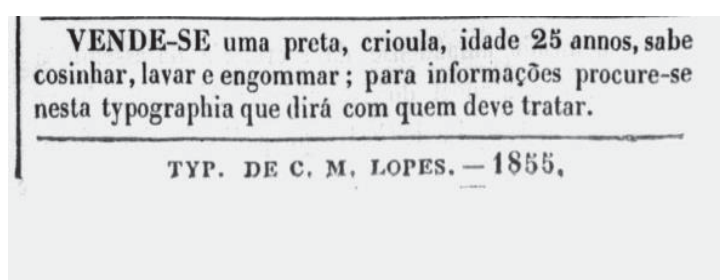 VENDE-SE uma preta, crioula, idade 25 annos, sabe
cosinhar, lavar e engommar; para informações procure-se
nesta typographia que dirá com quem deve tratar.
TYP. DE C. M. LOPES. — 1855.